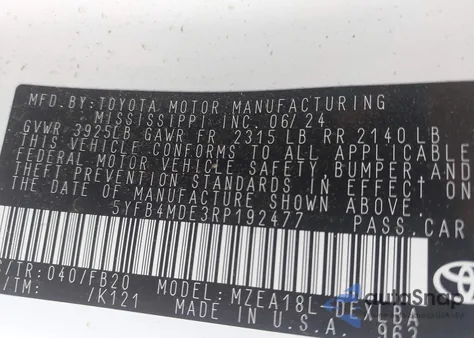 MFD.BY:TOYOTA MOTOR MANUFACTURING
MISSISSIPPI INC. 06/24
GVWR 3925LB GAWR FR 2315 LB RR 2140 LB
THIS VEHICLE CONFORMS TO ALL APPLICABLE
FEDERAL MOTOR VEHICLE SAFETY, BUMPER AND
THEFT PREVENTION STANDARDS IN EFFECT ON
THE DATE OF MANUFACTURE SHOWN ABOVE.
5YFB4MDE3RP192477 PASS.CAR
/TR:040/FB20 MODEL:MZEA18L-DEXLBA
/TM: /K121 MADE IN U.S.A. 963
TOYOTA
AutoSnap